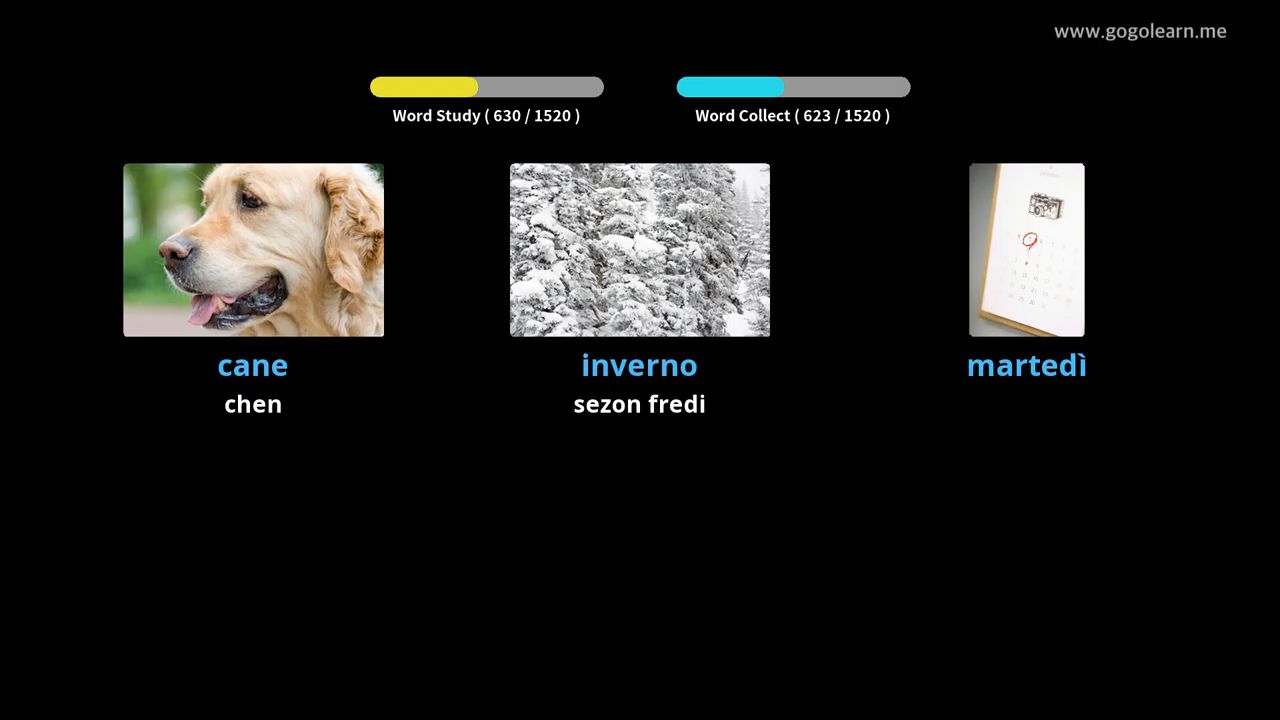 www.gogolearn.me
Word Study ( 630 / 1520 )
Word Collect ( 623 / 1520 )
cane
inverno
martedì
chen
sezon fredi